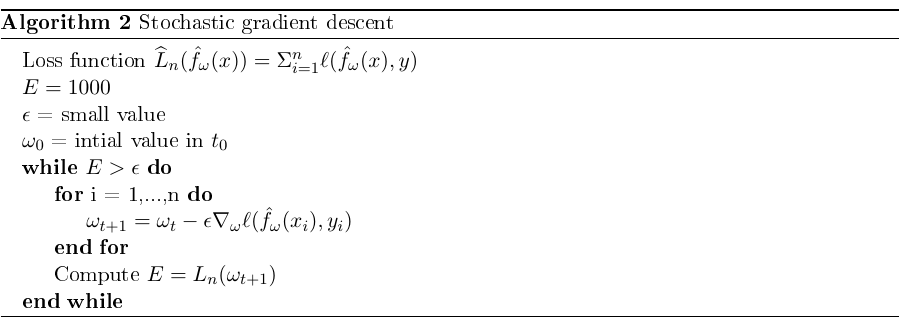 Algorithm 2 Stochastic gradient descent
Loss function $\widehat{L}_n(\hat{f}_\omega(x)) = \Sigma_{i=1}^n \ell(\hat{f}_\omega(x), y)$
$E = 1000$
$\epsilon$ = small value
$\omega_0$ = intial value in $t_0$
while $E > \epsilon$ do
for i = 1,...,n do
$\omega_{t+1} = \omega_t - \epsilon \nabla_\omega \ell(\hat{f}_\omega(x_i), y_i)$
end for
Compute $E = L_n(\omega_{t+1})$
end while